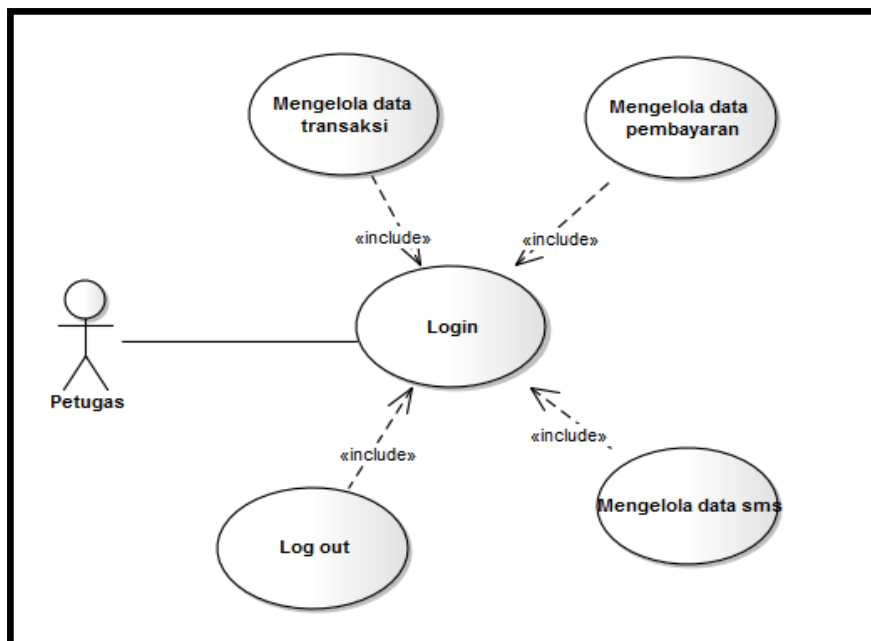 Mengelola data
transaksi
Mengelola data
pembayaran
«include»
«include»
Login
Petugas
«include»
«include»
Mengelola data sms
Log out